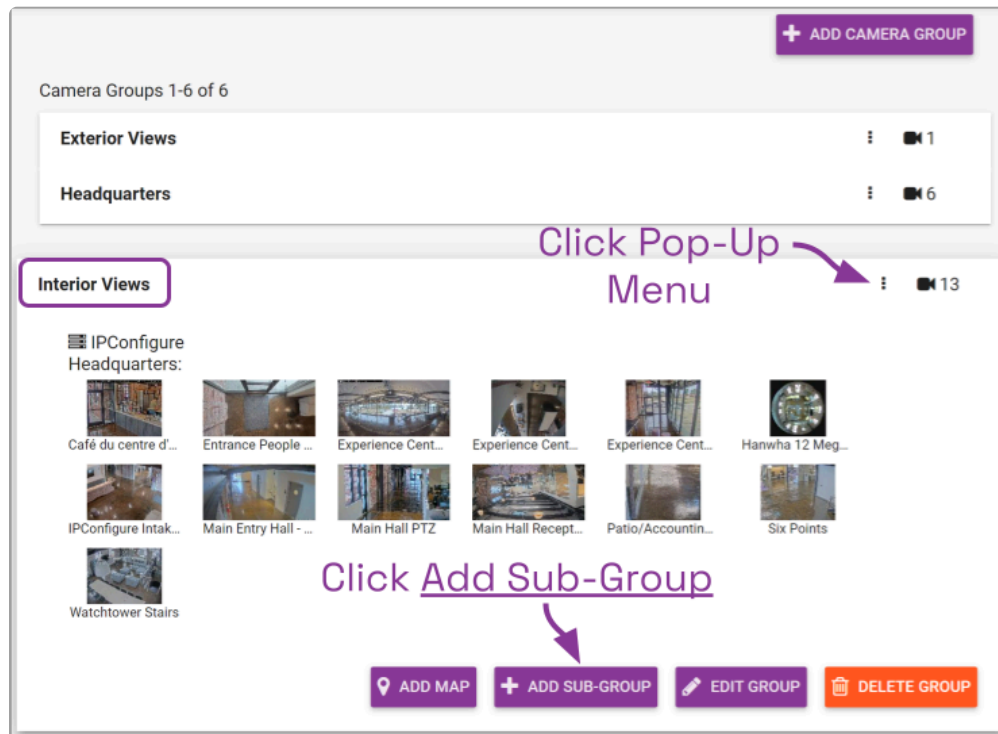 ADD CAMERA GROUP
Camera Groups 1-6 of 6
Exterior Views 1
Headquarters 6
Click Pop-Up
Menu
Interior Views 13
IPConfigure
Headquarters:
Café du centre d'... Entrance People ... Experience Cent... Experience Cent... Experience Cent... Hanwha 12 Meg...
IPConfigure Intak... Main Entry Hall - ... Main Hall PTZ Main Hall Recept... Patio/Accountin... Six Points
Watchtower Stairs
Click Add Sub-Group
ADD MAP ADD SUB-GROUP EDIT GROUP DELETE GROUP